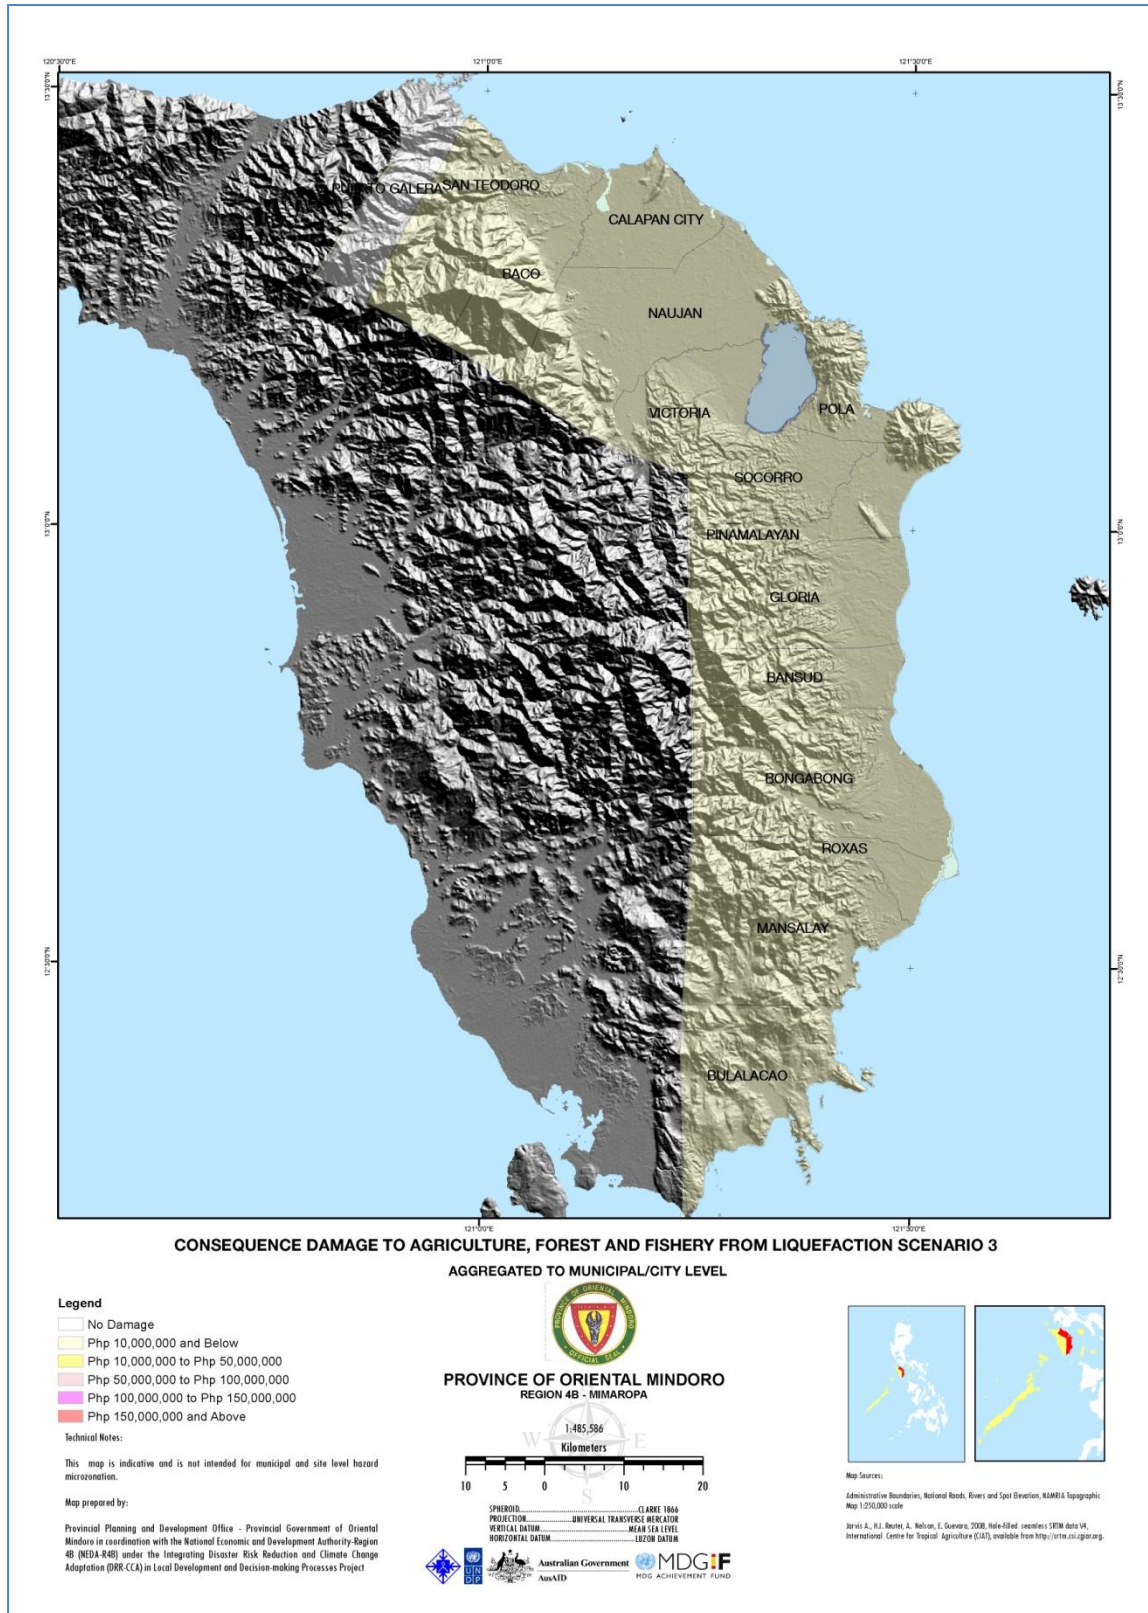 120°30'0"E
121°0'0"E
121°30'0"E
13°30'0"N
13°30'0"N
PUERTO GALERA
SAN TEODORO
CALAPAN CITY
BACO
NAUJAN
VICTORIA
POLA
SOCORRO
13°0'0"N
13°0'0"N
PINAMALAYAN
GLORIA
BANSUD
BONGABONG
ROXAS
MANSALAY
12°30'0"N
12°30'0"N
BULALACAO
121°0'0"E
121°30'0"E
CONSEQUENCE DAMAGE TO AGRICULTURE, FOREST AND FISHERY FROM LIQUEFACTION SCENARIO 3
AGGREGATED TO MUNICIPAL/CITY LEVEL
Legend
No Damage
Php 10,000,000 and Below
Php 10,000,000 to Php 50,000,000
Php 50,000,000 to Php 100,000,000
Php 100,000,000 to Php 150,000,000
Php 150,000,000 and Above
Technical Notes:
This map is indicative and is not intended for municipal and site level hazard
microzonation.
Map prepared by:
Provincial Planning and Development Office - Provincial Government of Oriental
Mindoro in coordination with the National Economic and Development Authority-Region
4B (NEDA-R4B) under the Integrating Disaster Risk Reduction and Climate Change
Adaptation (DRR-CCA) in Local Development and Decision-making Processes Project
PROVINCE OF ORIENTAL MINDORO
OFFICIAL SEAL
PROVINCE OF ORIENTAL MINDORO
REGION 4B - MIMAROPA
W E
S
1:485,586
Kilometers
10 5 0 10 20
SPHEROID..............................CLARKE 1866
PROJECTION..............UNIVERSAL TRANSVERSE MERCATOR
VERTICAL DATUM........................MEAN SEA LEVEL
HORIZONTAL DATUM......................LUZON DATUM
UN
DP
Australian Government
AusAID
MDGiF
MDG ACHIEVEMENT FUND
Map Sources:
Administrative Boundaries, National Roads, Rivers and Spot Elevation, NAMRIA Topographic
Map 1:250,000 scale
Jarvis A., H.I. Reuter, A. Nelson, E. Guevara, 2008, Hole-filled seamless SRTM data V4,
International Centre for Tropical Agriculture (CIAT), available from http://srtm.csi.cgiar.org.